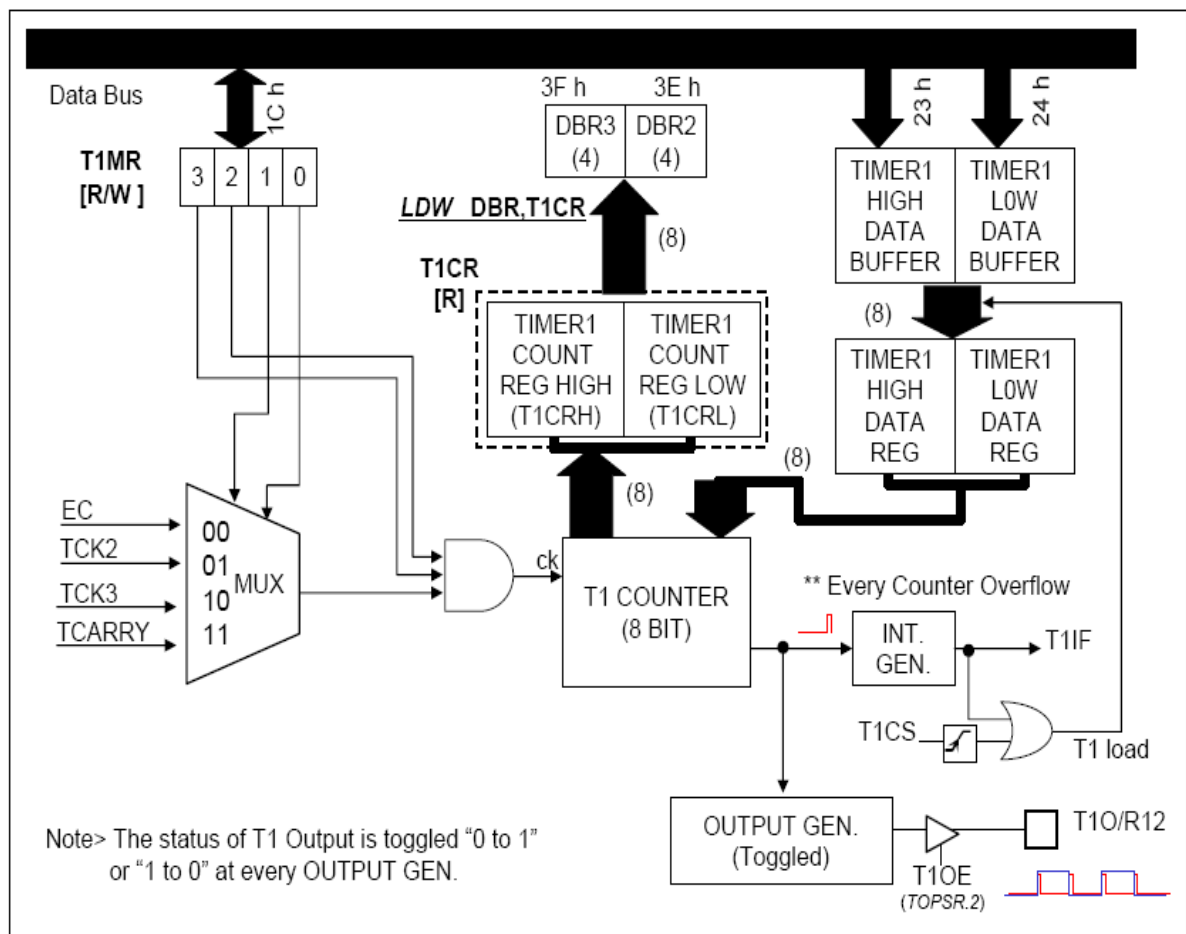 Data Bus
1C h
3F h 3E h
23 h
24 h
T1MR
[R/W ]
3 2 1 0
DBR3
(4)
DBR2
(4)
LDW DBR,T1CR
(8)
TIMER1
HIGH
DATA
BUFFER
TIMER1
L0W
DATA
BUFFER
T1CR
[R]
(8)
TIMER1
COUNT
REG HIGH
(T1CRH)
TIMER1
COUNT
REG LOW
(T1CRL)
TIMER1
HIGH
DATA
REG
TIMER1
L0W
DATA
REG
(8)
(8)
EC
TCK2
TCK3
TCARRY
00
01
10
11
MUX
ck
T1 COUNTER
(8 BIT)
** Every Counter Overflow
INT.
GEN.
T1IF
T1CS
T1 load
OUTPUT GEN.
(Toggled)
T1O/R12
T1OE
(TOPSR.2)
Note> The status of T1 Output is toggled “0 to 1”
or “1 to 0” at every OUTPUT GEN.